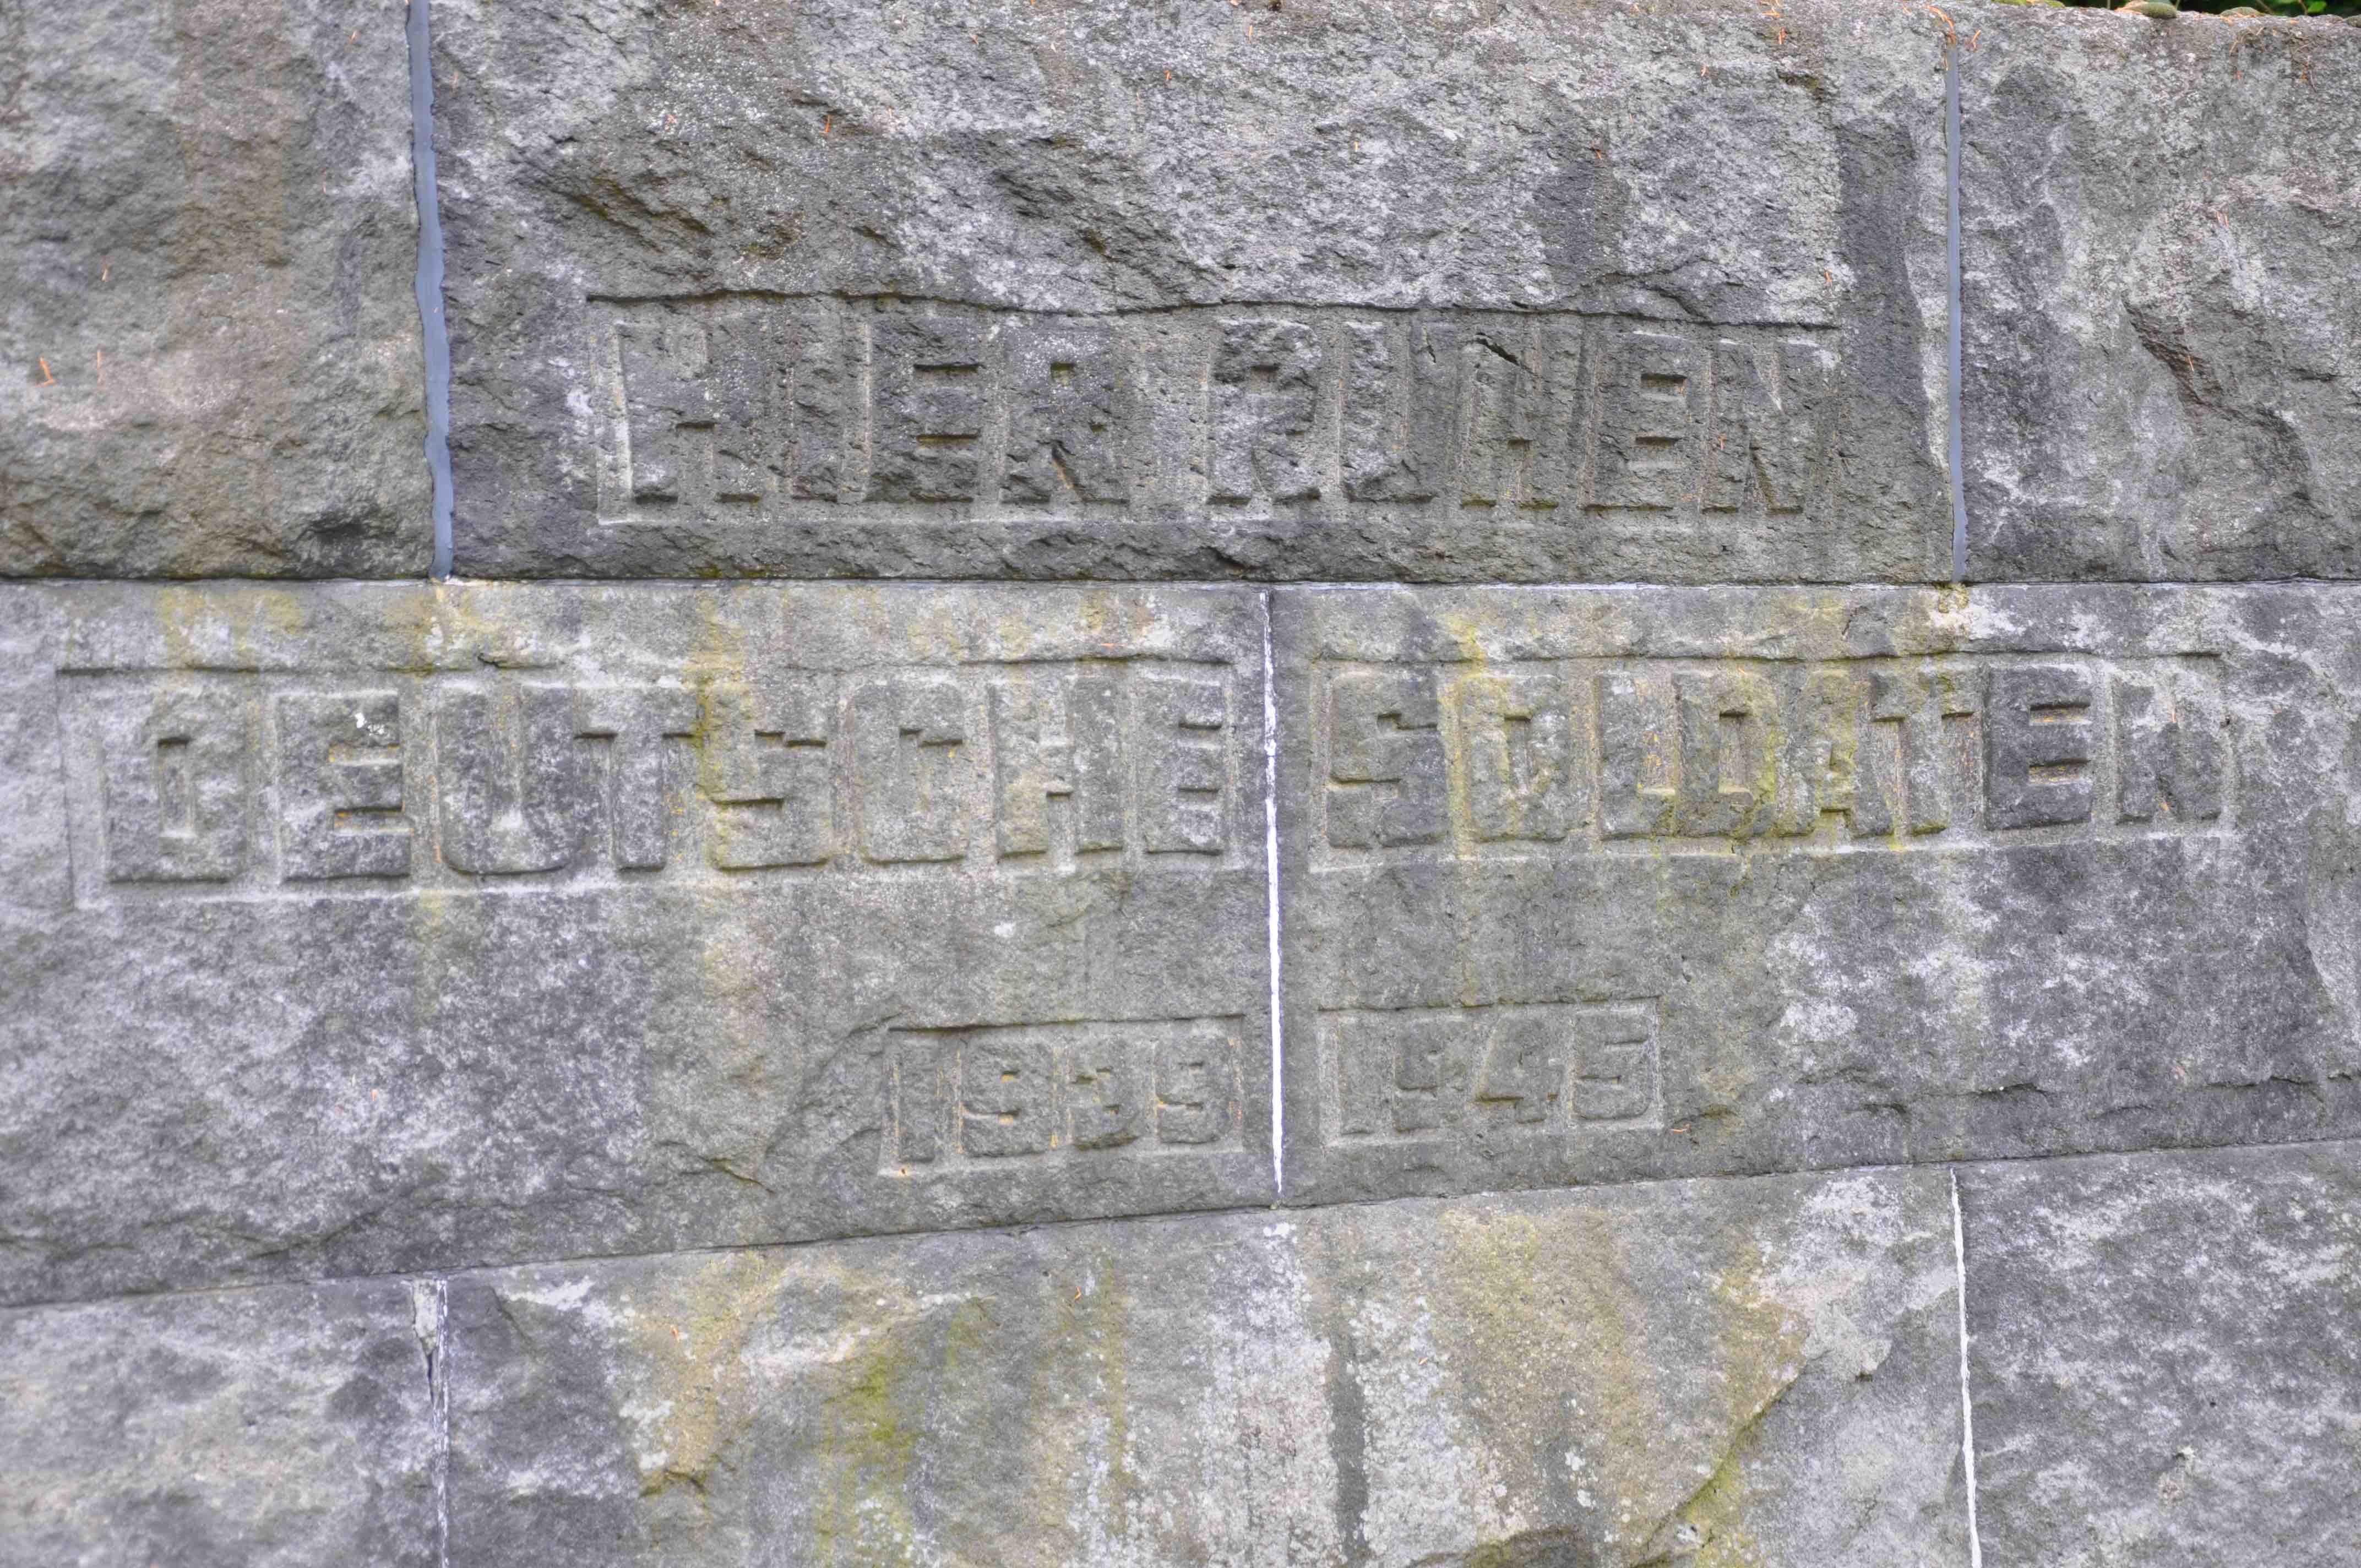 HIER RUHEN
DEUTSCHE SOLDATEN
1939 1945